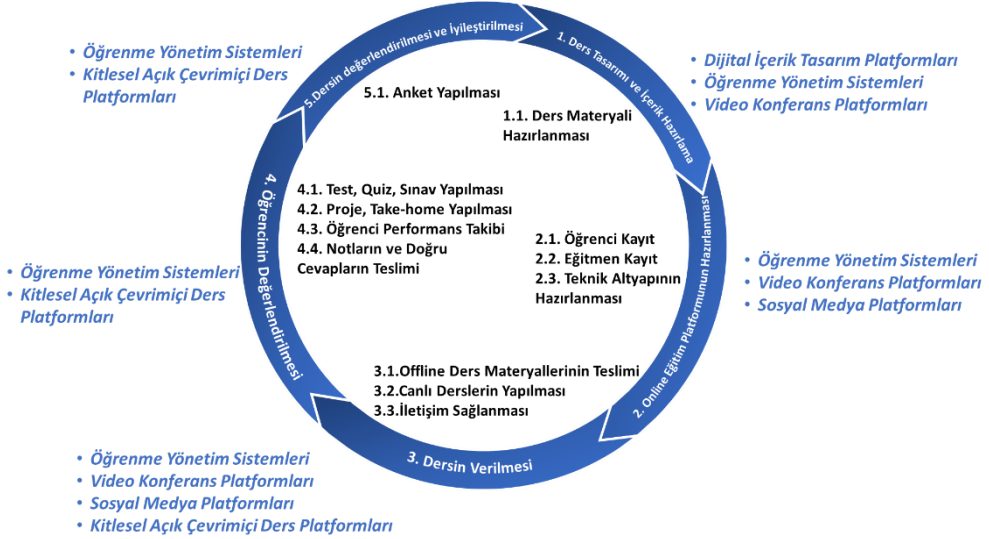 1. Ders Tasarımı ve İçerik Hazırlama
• Dijital İçerik Tasarım Platformları
• Öğrenme Yönetim Sistemleri
• Video Konferans Platformları
1.1. Ders Materyali
Hazırlanması
2. Online Eğitim Platformunun Hazırlanması
2.1. Öğrenci Kayıt
2.2. Eğitmen Kayıt
2.3. Teknik Altyapının
Hazırlanması
• Öğrenme Yönetim Sistemleri
• Video Konferans Platformları
• Sosyal Medya Platformları
3. Dersin Verilmesi
3.1.Offline Ders Materyallerinin Teslimi
3.2.Canlı Derslerin Yapılması
3.3.İletişim Sağlanması
• Öğrenme Yönetim Sistemleri
• Video Konferans Platformları
• Sosyal Medya Platformları
• Kitlesel Açık Çevrimiçi Ders Platformları
4. Öğrencinin Değerlendirilmesi
4.1. Test, Quiz, Sınav Yapılması
4.2. Proje, Take-home Yapılması
4.3. Öğrenci Performans Takibi
4.4. Notların ve Doğru
Cevapların Teslimi
• Öğrenme Yönetim Sistemleri
• Kitlesel Açık Çevrimiçi Ders
Platformları
5.Dersin değerlendirilmesi ve İyileştirilmesi
5.1. Anket Yapılması
• Öğrenme Yönetim Sistemleri
• Kitlesel Açık Çevrimiçi Ders
Platformları